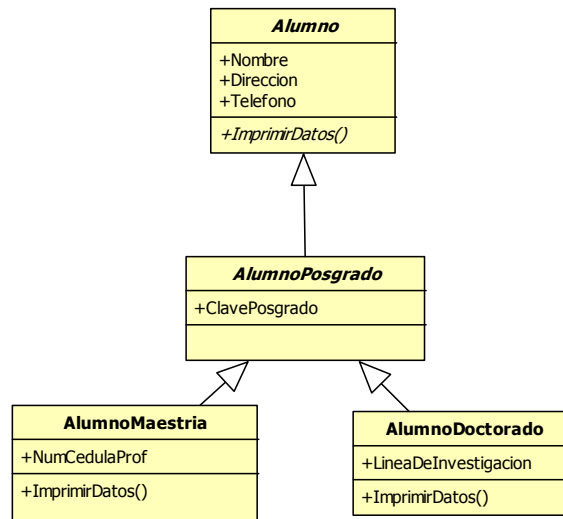 Alumno
+Nombre
+Direccion
+Telefono
+ImprimirDatos()
AlumnoPosgrado
+ClavePosgrado
AlumnoMaestria
+NumCedulaProf
+ImprimirDatos()
AlumnoDoctorado
+LineaDeInvestigacion
+ImprimirDatos()